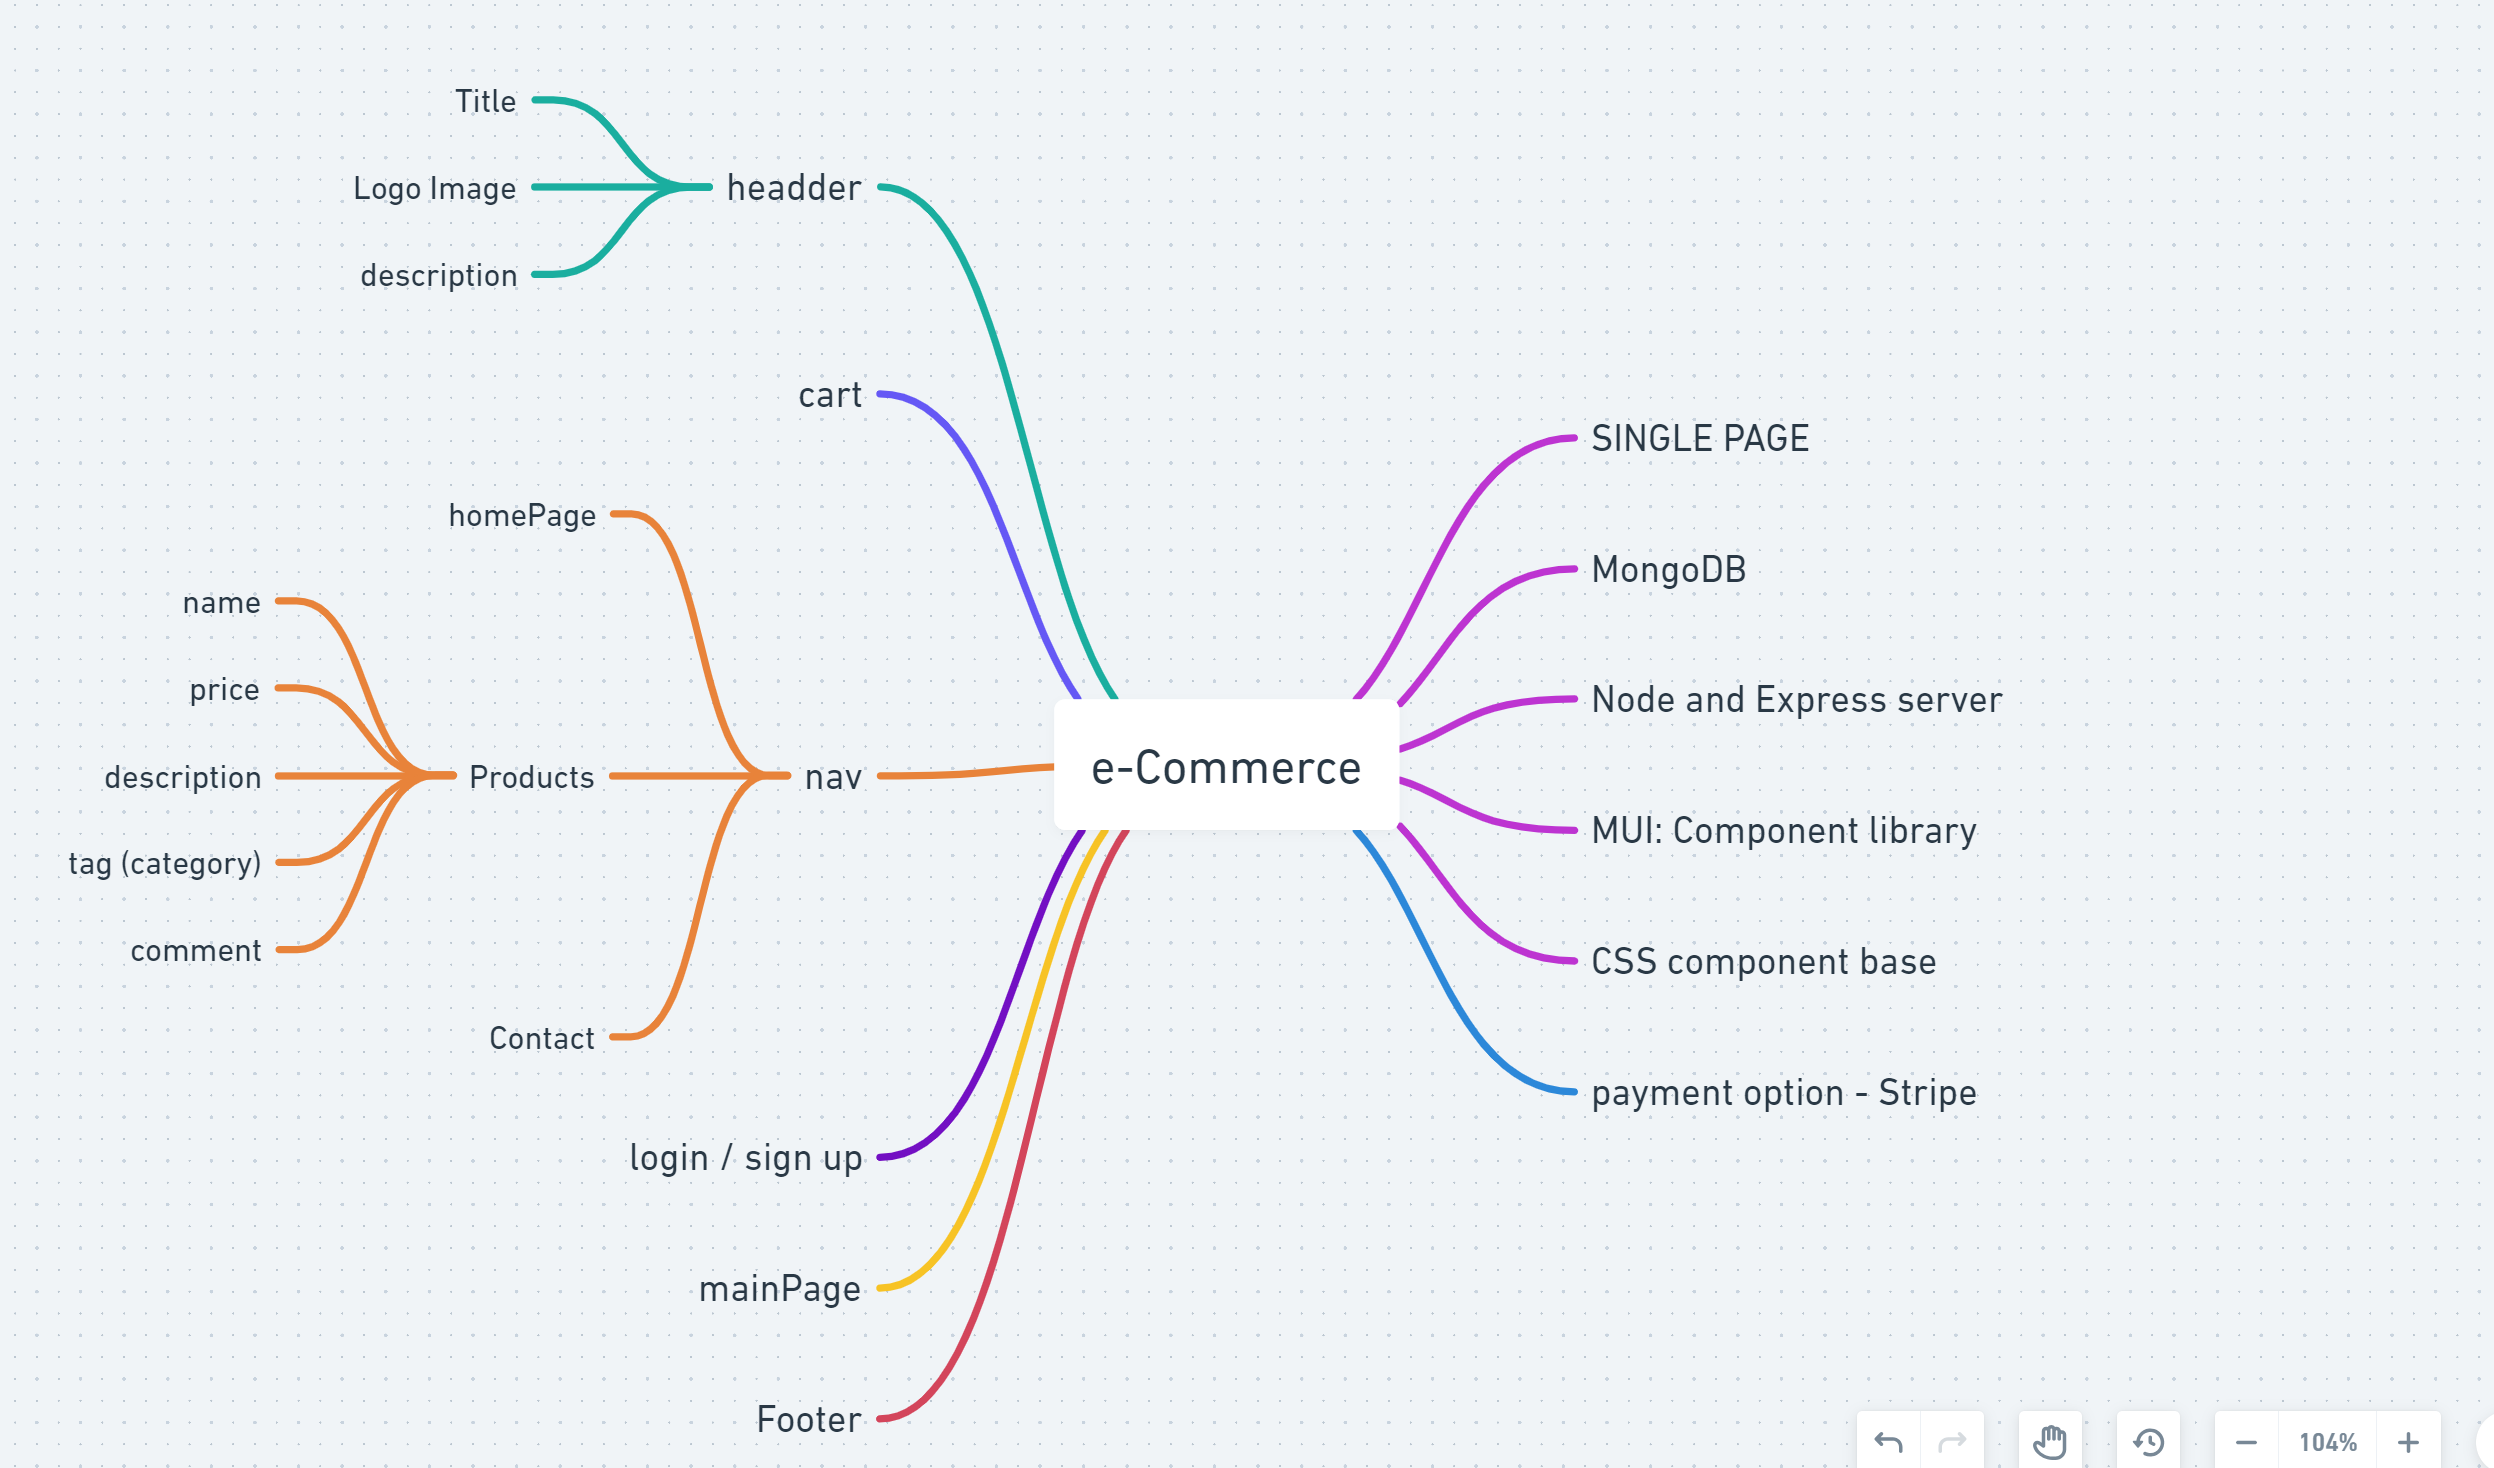 Title
Logo Image
headder
description
cart
SINGLE PAGE
homePage
MongoDB
name
price
Node and Express server
description
Products
nav
e-Commerce
tag (category)
MUI: Component library
comment
CSS component base
Contact
payment option - Stripe
login / sign up
mainPage
Footer
104%